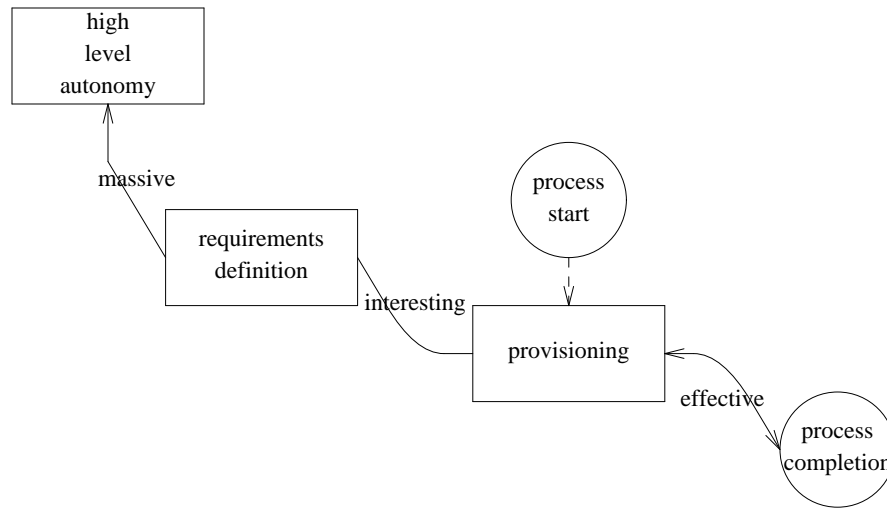 high
level
autonomy
massive
process
start
requirements
definition
interesting
provisioning
effective
process
completion